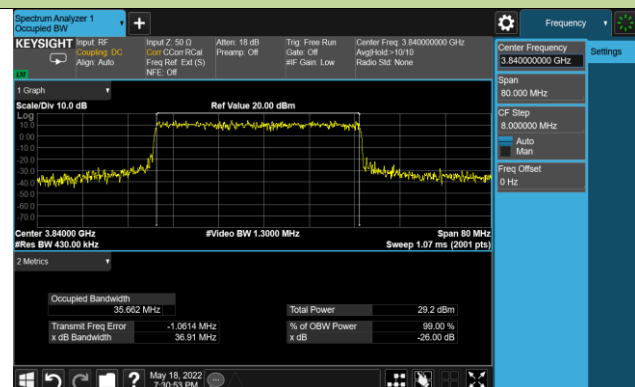 Spectrum Analyzer 1
Occupied BW
Frequency
KEYSIGHT Input: RF Input Z: 50 Ω Atten: 18 dB Trig: Free Run Center Freq: 3.840000000 GHz
Coupling: DC Corr CCorr RCal Preamp: Off Gate: Off Avg|Hold:>10/10
Align: Auto Freq Ref: Ext (S) #IF Gain: Low Radio Std: None
NFE: Off
LXI
Center Frequency
3.840000000 GHz
Settings
Span
80.000 MHz
CF Step
8.000000 MHz
Auto
Man
Freq Offset
0 Hz
1 Graph
Scale/Div 10.0 dB Ref Value 20.00 dBm
Log
10.0
0.00
-10.0
-20.0
-30.0
-40.0
-50.0
-60.0
-70.0
Center 3.84000 GHz #Video BW 1.3000 MHz Span 80 MHz
#Res BW 430.00 kHz Sweep 1.07 ms (2001 pts)
2 Metrics
Occupied Bandwidth
35.662 MHz Total Power 29.2 dBm
Transmit Freq Error -1.0614 MHz % of OBW Power 99.00 %
x dB Bandwidth 36.91 MHz x dB -26.00 dB
May 18, 2022
7:30:53 PM